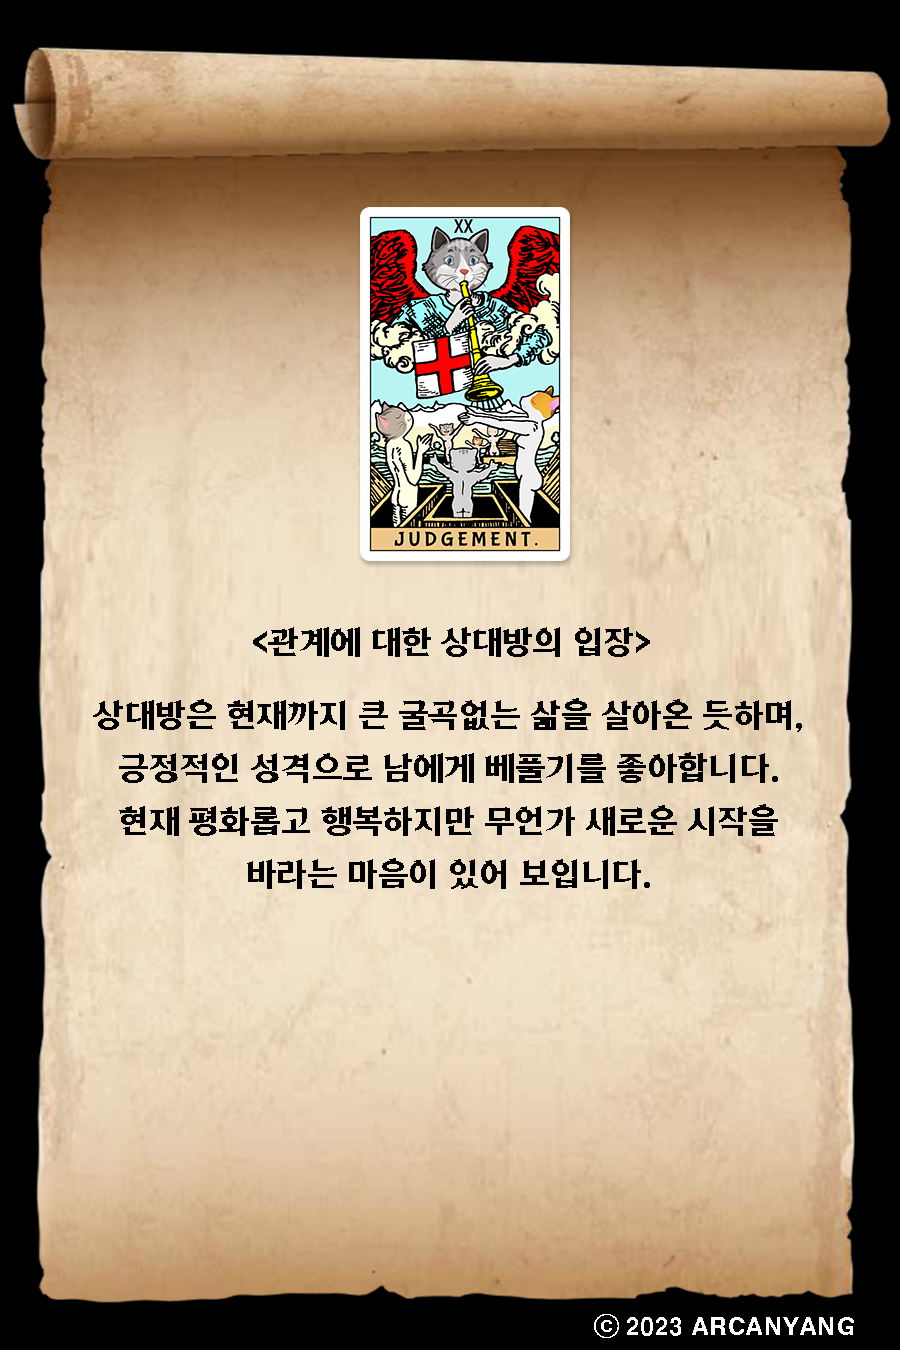 XX
JUDGEMENT.
<관계에 대한 상대방의 입장>
상대방은 현재까지 큰 굴곡없는 삶을 살아온 듯하며,
긍정적인 성격으로 남에게 베풀기를 좋아합니다.
현재 평화롭고 행복하지만 무언가 새로운 시작을
바라는 마음이 있어 보입니다.
ⓒ 2023 ARCANYANG